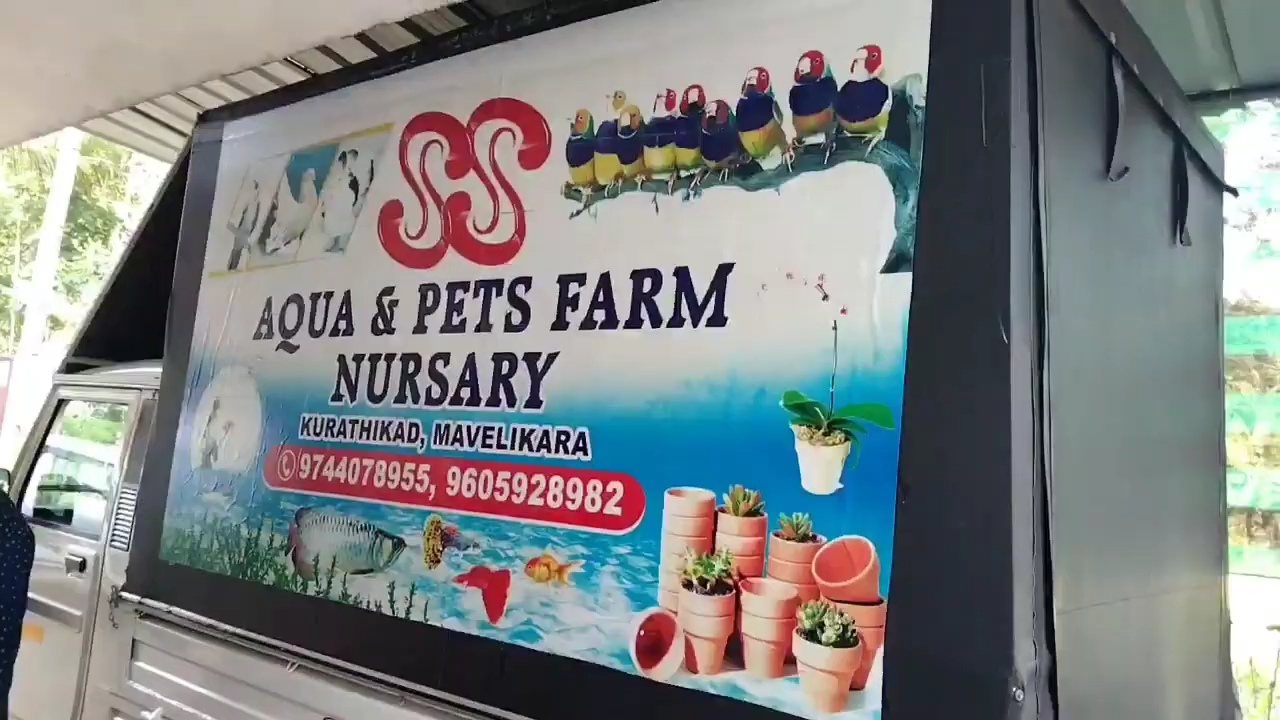 SS
AQUA & PETS FARM
NURSARY
KURATHIKAD, MAVELIKARA
9744078955, 9605928982